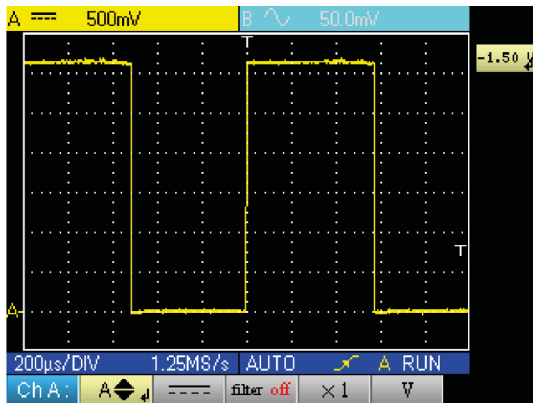 A 500mV B 50.0mV
T
-1.50 V
T
A
200µs/DIV 1.25MS/s AUTO A RUN
Ch A: A filter off ×1 V